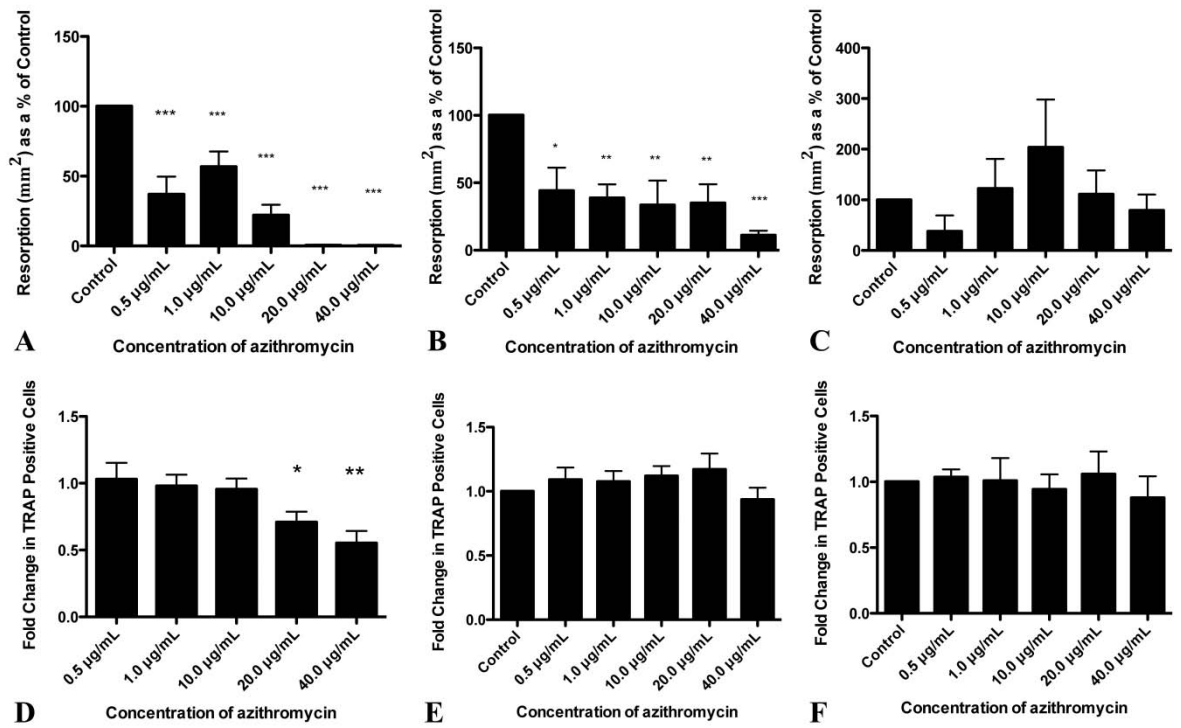 Resorption (mm²) as a % of Control
150
100
50
0
***
***
***
***
***
Control
0.5 µg/mL
1.0 µg/mL
10.0 µg/mL
20.0 µg/mL
40.0 µg/mL
A
Concentration of azithromycin
Resorption (mm²) as a % of Control
150
100
50
0
*
**
**
**
***
Control
0.5 µg/mL
1.0 µg/mL
10.0 µg/mL
20.0 µg/mL
40.0 µg/mL
B
Concentration of azithromycin
Resorption (mm²) as a % of Control
400
300
200
100
0
Control
0.5 µg/mL
1.0 µg/mL
10.0 µg/mL
20.0 µg/mL
40.0 µg/mL
C
Concentration of azithromycin
Fold Change in TRAP Positive Cells
1.5
1.0
0.5
0.0
*
**
0.5 µg/mL
1.0 µg/mL
10.0 µg/mL
20.0 µg/mL
40.0 µg/mL
D
Concentration of azithromycin
Fold Change in TRAP Positive Cells
1.5
1.0
0.5
0.0
Control
0.5 µg/mL
1.0 µg/mL
10.0 µg/mL
20.0 µg/mL
40.0 µg/mL
E
Concentration of azithromycin
Fold Change in TRAP Positive Cells
1.5
1.0
0.5
0.0
Control
0.5 µg/mL
1.0 µg/mL
10.0 µg/mL
20.0 µg/mL
40.0 µg/mL
F
Concentration of azithromycin